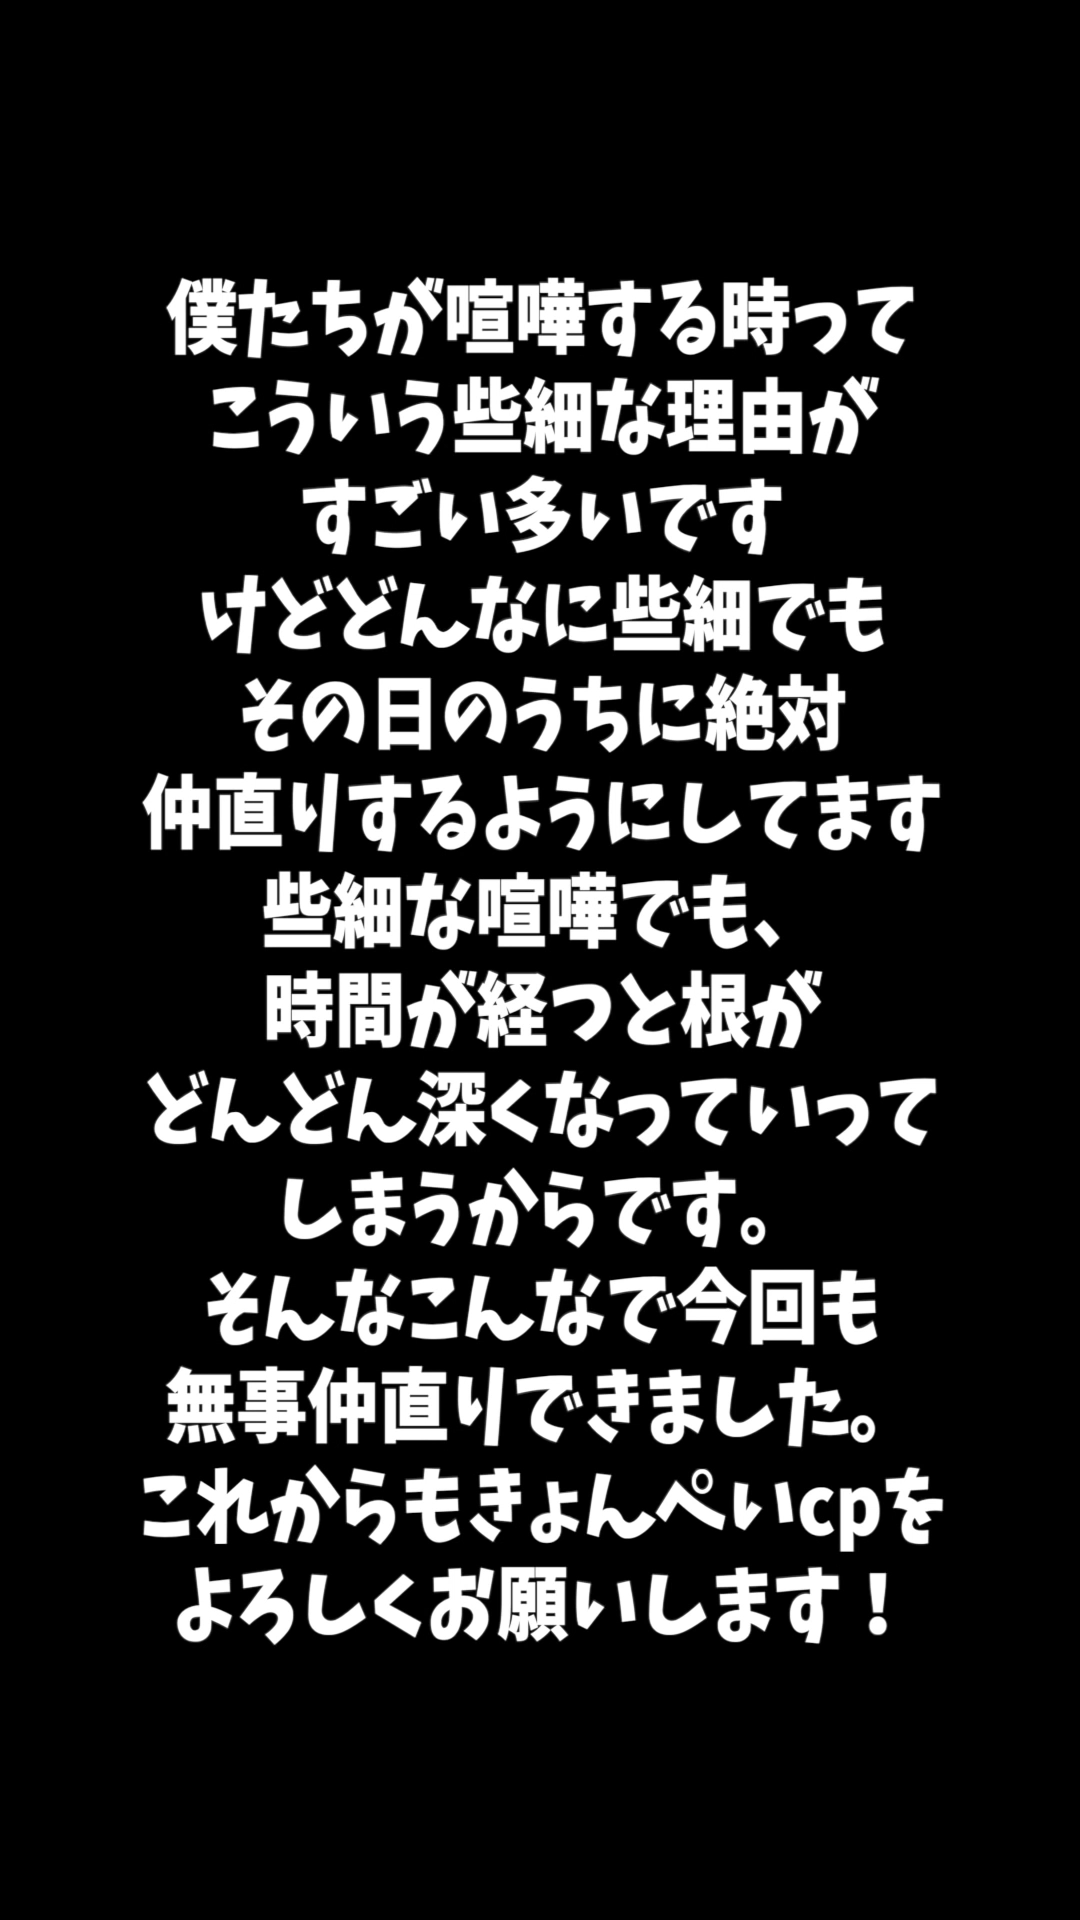 僕たちが喧嘩する時って
こういう些細な理由が
すごい多いです
けどどんなに些細でも
その日のうちに絶対
仲直りするようにしてます
些細な喧嘩でも、
時間が経つと根が
どんどん深くなっていって
しまうからです。
そんなこんなで今回も
無事仲直りできました。
これからもきょんぺいcpを
よろしくお願いします！